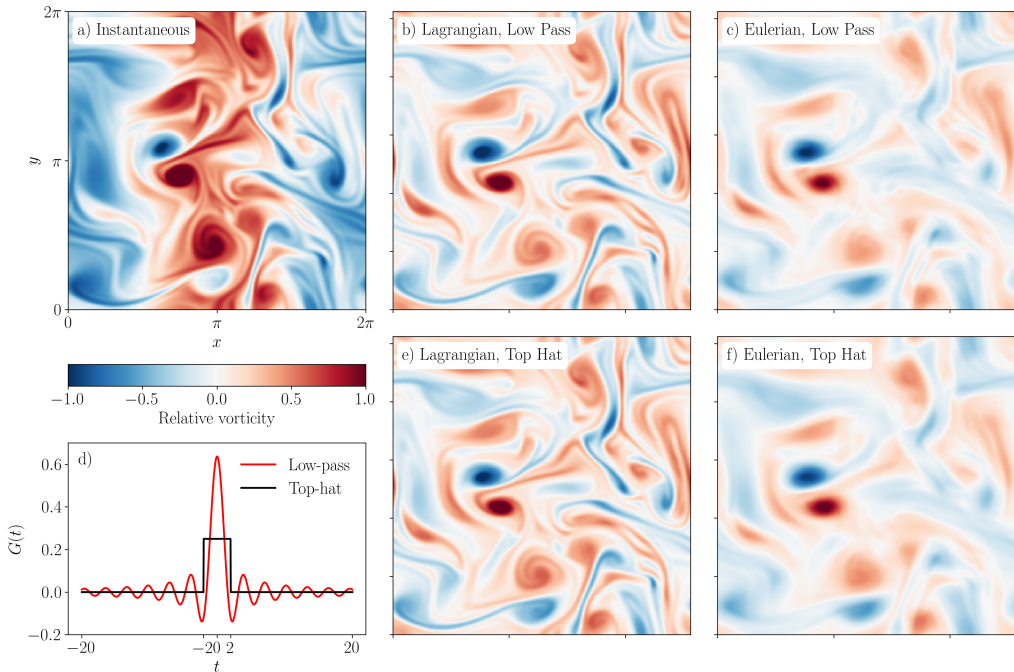 a) Instantaneous
b) Lagrangian, Low Pass
c) Eulerian, Low Pass
2π
π
0
y
0
π
2π
x
−1.0
−0.5
0.0
0.5
1.0
Relative vorticity
e) Lagrangian, Top Hat
f) Eulerian, Top Hat
d)
Low-pass
Top-hat
0.6
0.4
0.2
0.0
−0.2
G(t)
−20
−2
0
2
20
t